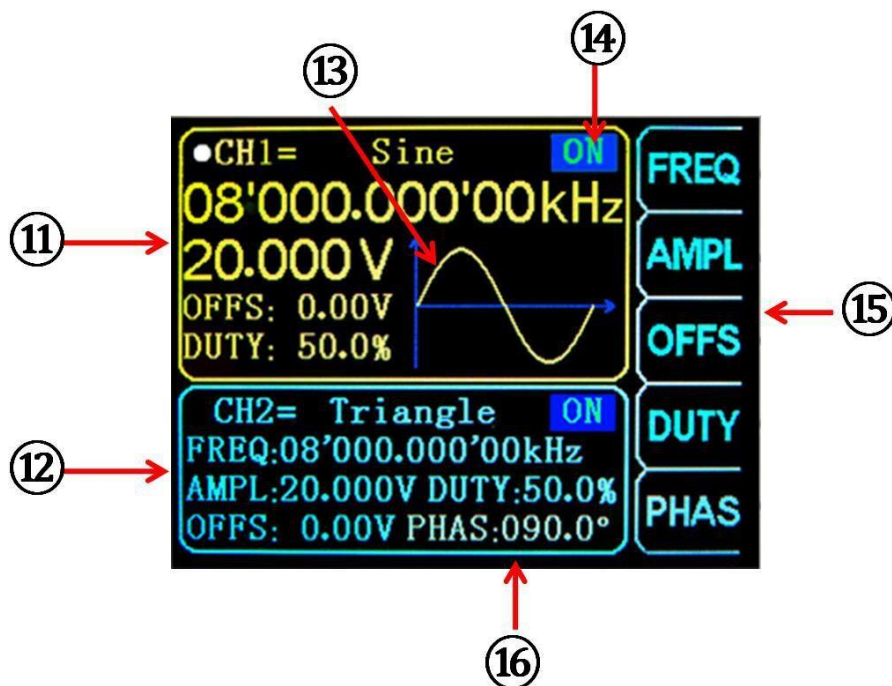 ⑬
⑭
⑪
⑫
⑮
⑯
●CH1= Sine ON
08'000.000'00kHz
20.000V
OFFS: 0.00V
DUTY: 50.0%
CH2= Triangle ON
FREQ:08'000.000'00kHz
AMPL:20.000V DUTY:50.0%
OFFS: 0.00V PHAS:090.0°
FREQ
AMPL
OFFS
DUTY
PHAS